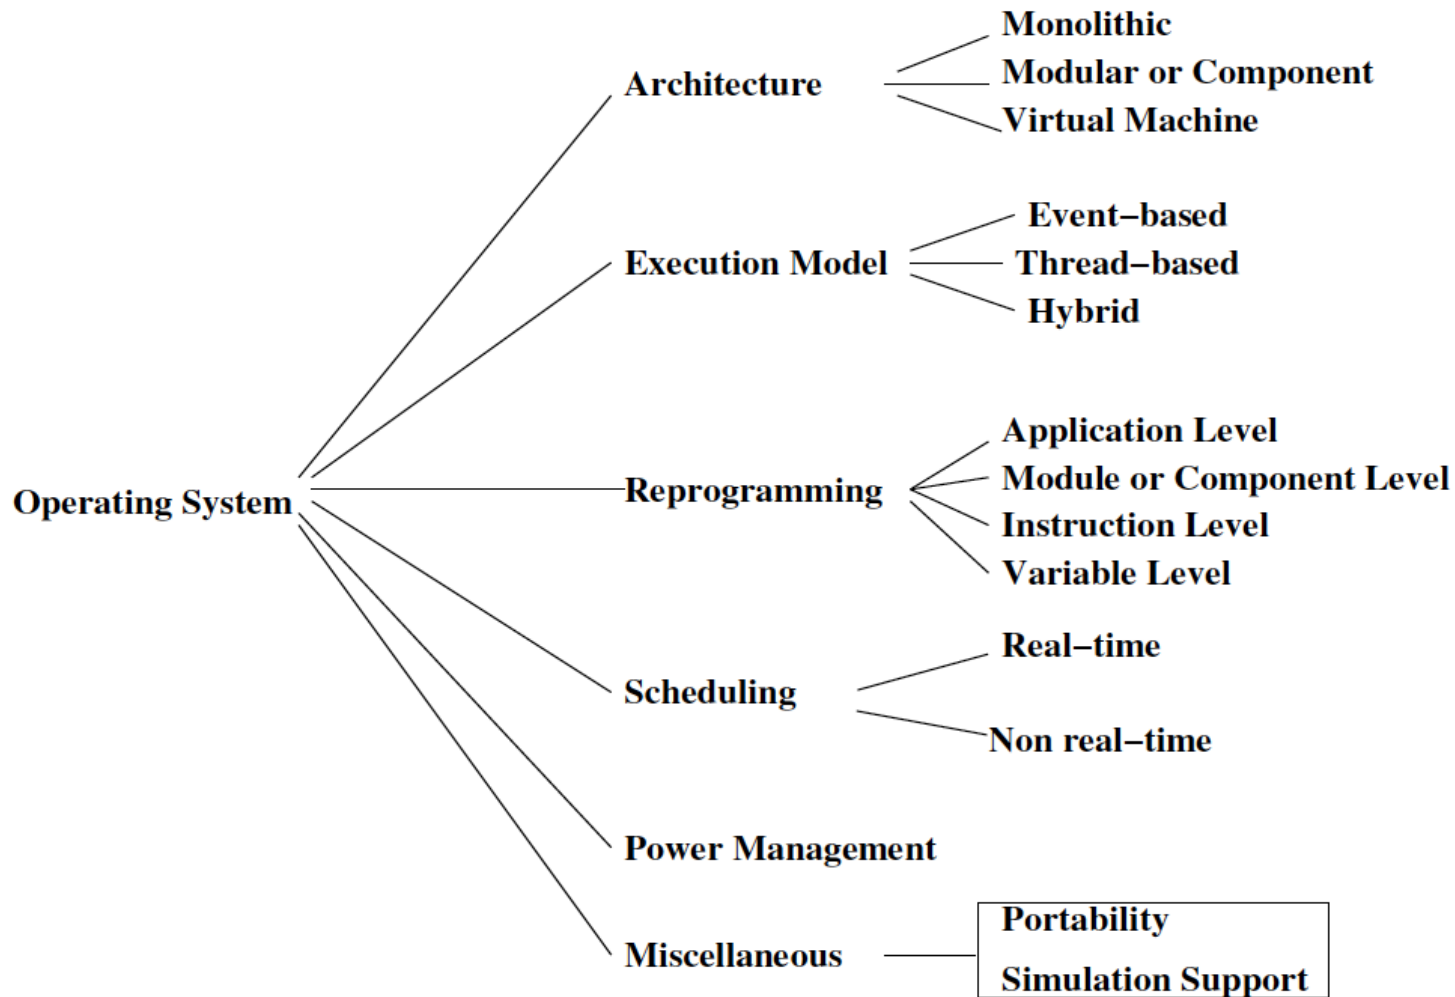 Monolithic
Architecture
Modular or Component
Virtual Machine
Event−based
Execution Model
Thread−based
Hybrid
Application Level
Module or Component Level
Operating System
Reprogramming
Instruction Level
Variable Level
Real−time
Scheduling
Non real−time
Power Management
Portability
Miscellaneous
Simulation Support